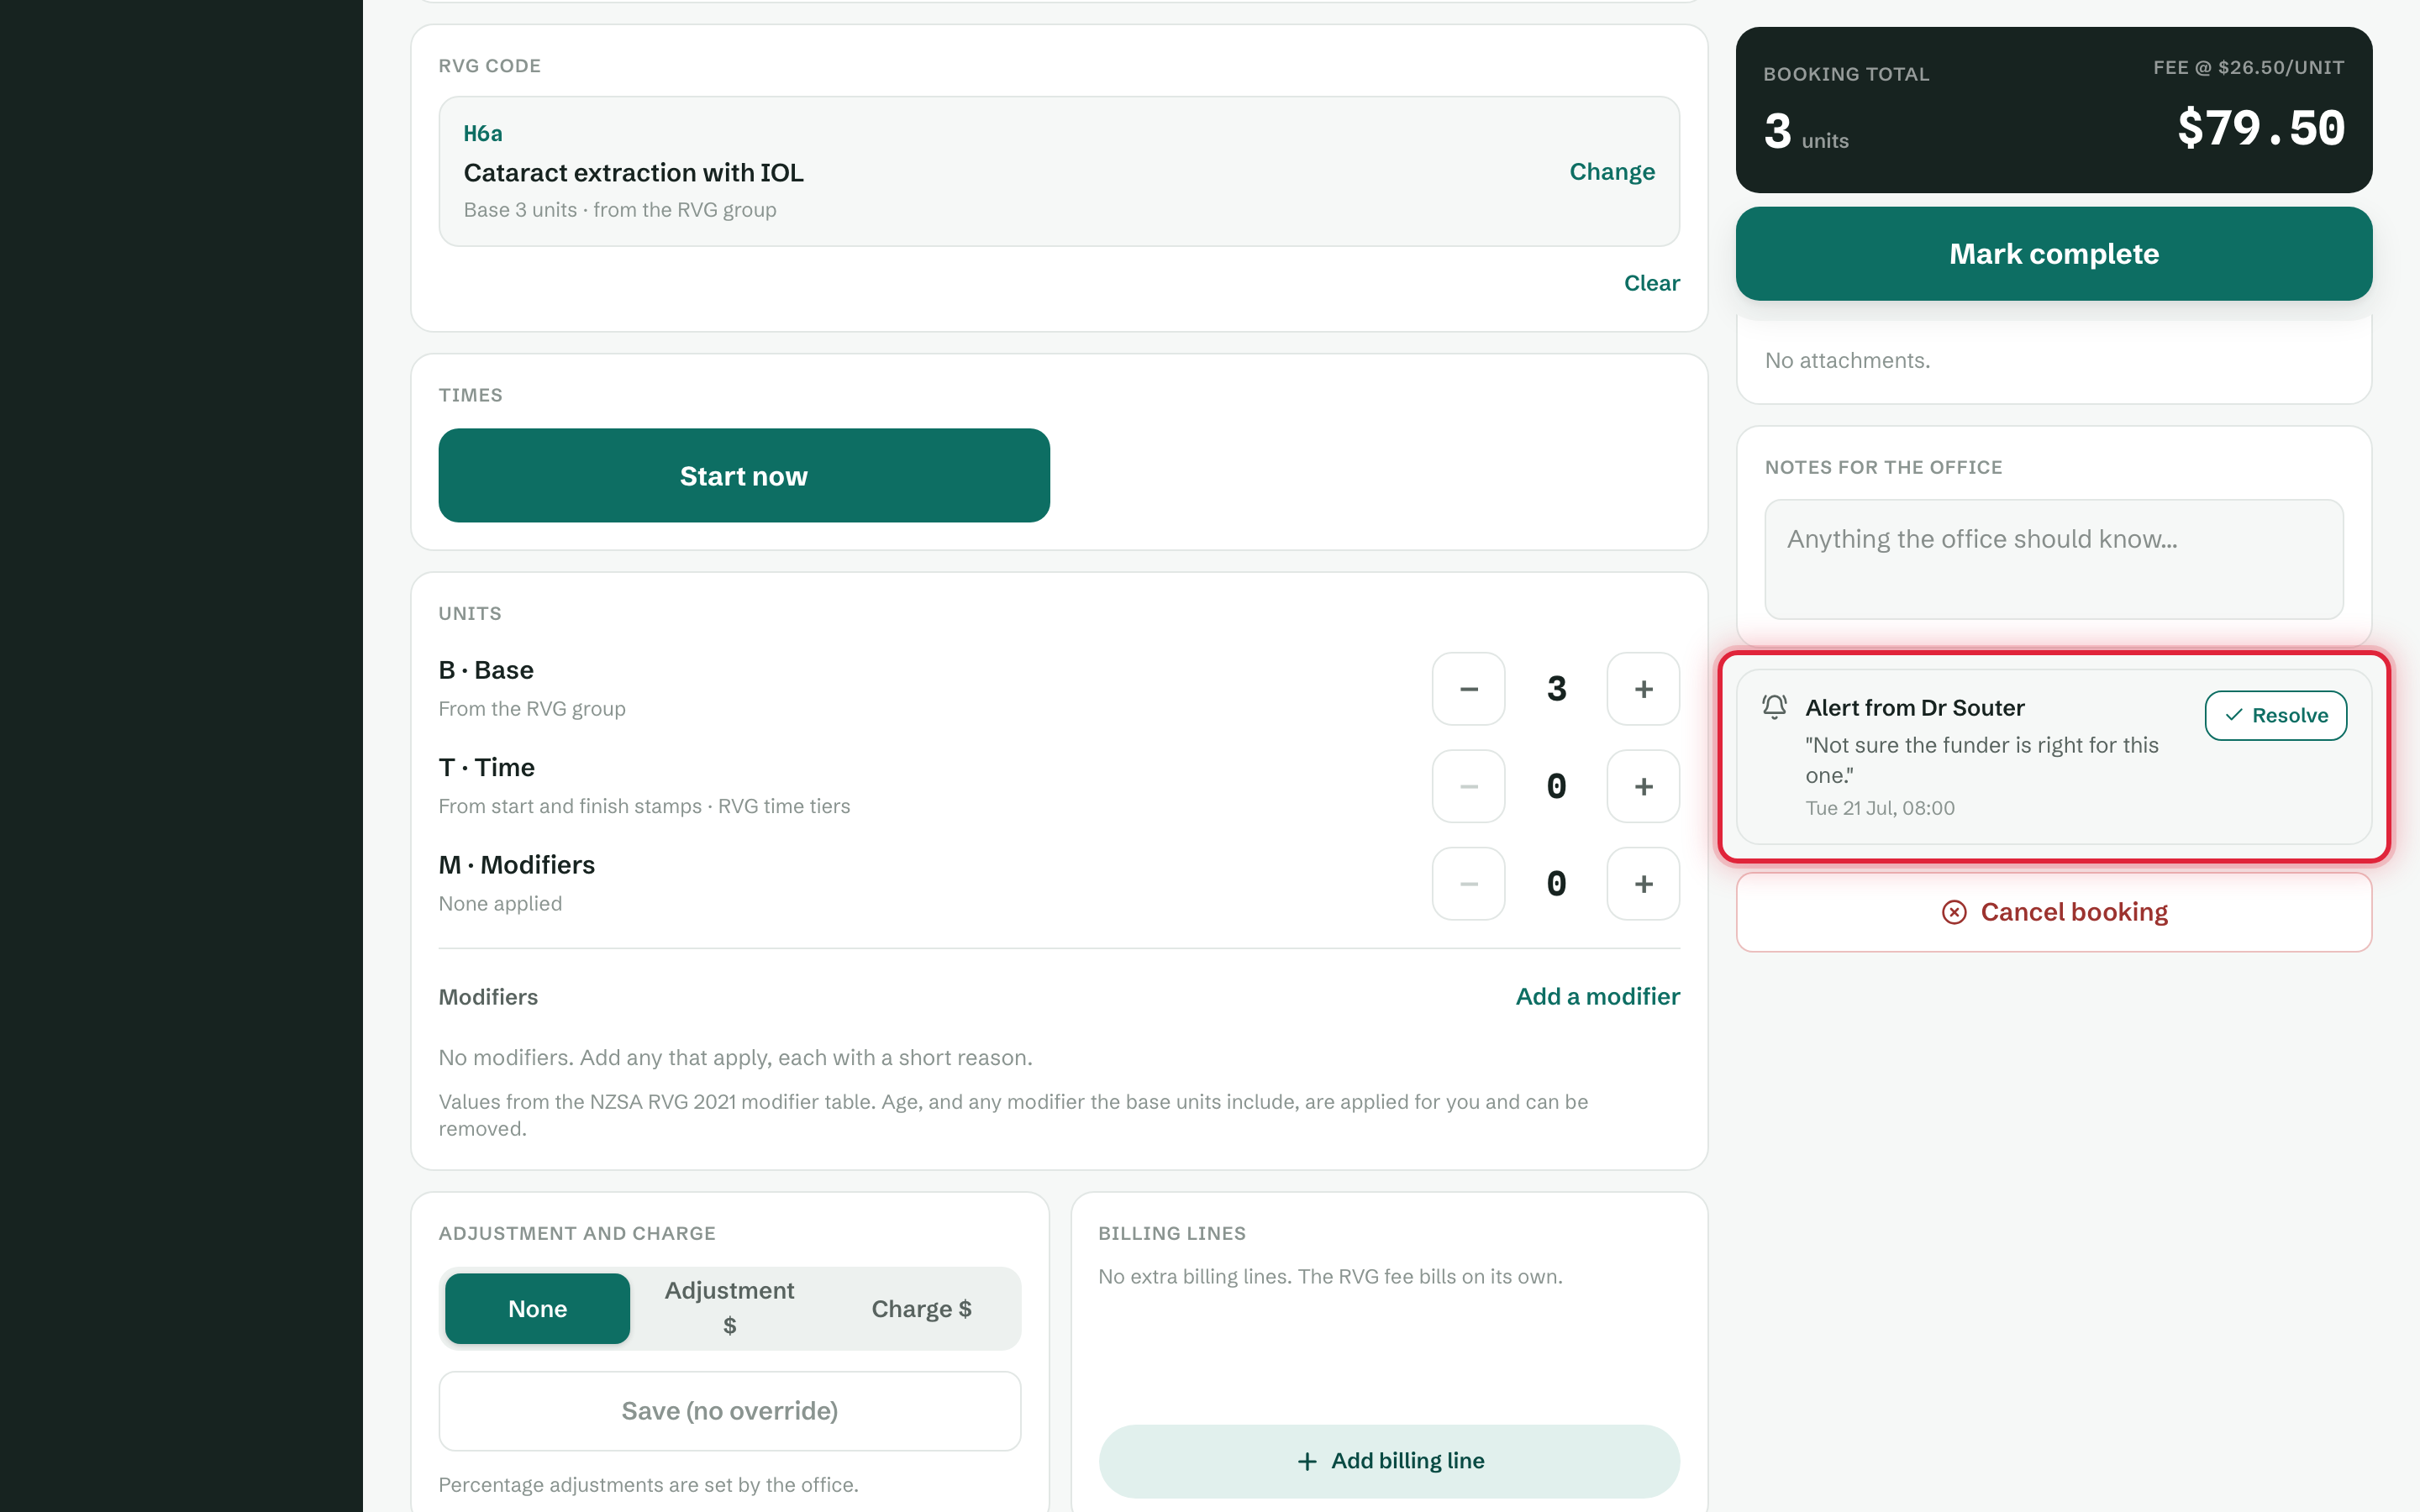 RVG CODE
H6a
Cataract extraction with IOL
Base 3 units · from the RVG group
Change
Clear
TIMES
Start now
UNITS
B · Base
From the RVG group
− 3 +
T · Time
From start and finish stamps · RVG time tiers
− 0 +
M · Modifiers
None applied
− 0 +
Modifiers
Add a modifier
No modifiers. Add any that apply, each with a short reason.
Values from the NZSA RVG 2021 modifier table. Age, and any modifier the base units include, are applied for you and can be
removed.
ADJUSTMENT AND CHARGE
None
Adjustment
$
Charge $
Save (no override)
Percentage adjustments are set by the office.
BILLING LINES
No extra billing lines. The RVG fee bills on its own.
+ Add billing line
BOOKING TOTAL
3 units
FEE @ $26.50/UNIT
$79.50
Mark complete
No attachments.
NOTES FOR THE OFFICE
Anything the office should know...
Alert from Dr Souter
"Not sure the funder is right for this
one."
Tue 21 Jul, 08:00
Resolve
Cancel booking